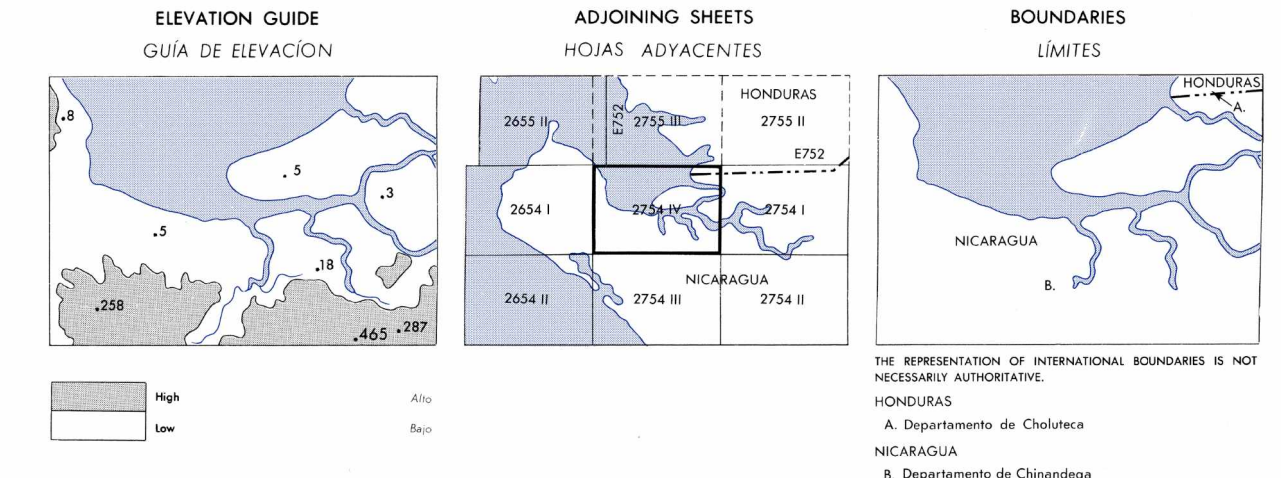 ELEVATION GUIDE
GUÍA DE ELEVACÍON
.8
.5
.3
.5
.18
.258
.465
.287
High Alto
Low Bajo
ADJOINING SHEETS
HOJAS ADYACENTES
HONDURAS
2655 II
E752
2755 III
2755 II
E752
2654 I
2754 IV
2754 I
NICARAGUA
2654 II
2754 III
2754 II
BOUNDARIES
LÍMITES
HONDURAS
A.
NICARAGUA
B.
THE REPRESENTATION OF INTERNATIONAL BOUNDARIES IS NOT
NECESSARILY AUTHORITATIVE.
HONDURAS
A. Departamento de Choluteca
NICARAGUA
B. Departamento de Chinandega